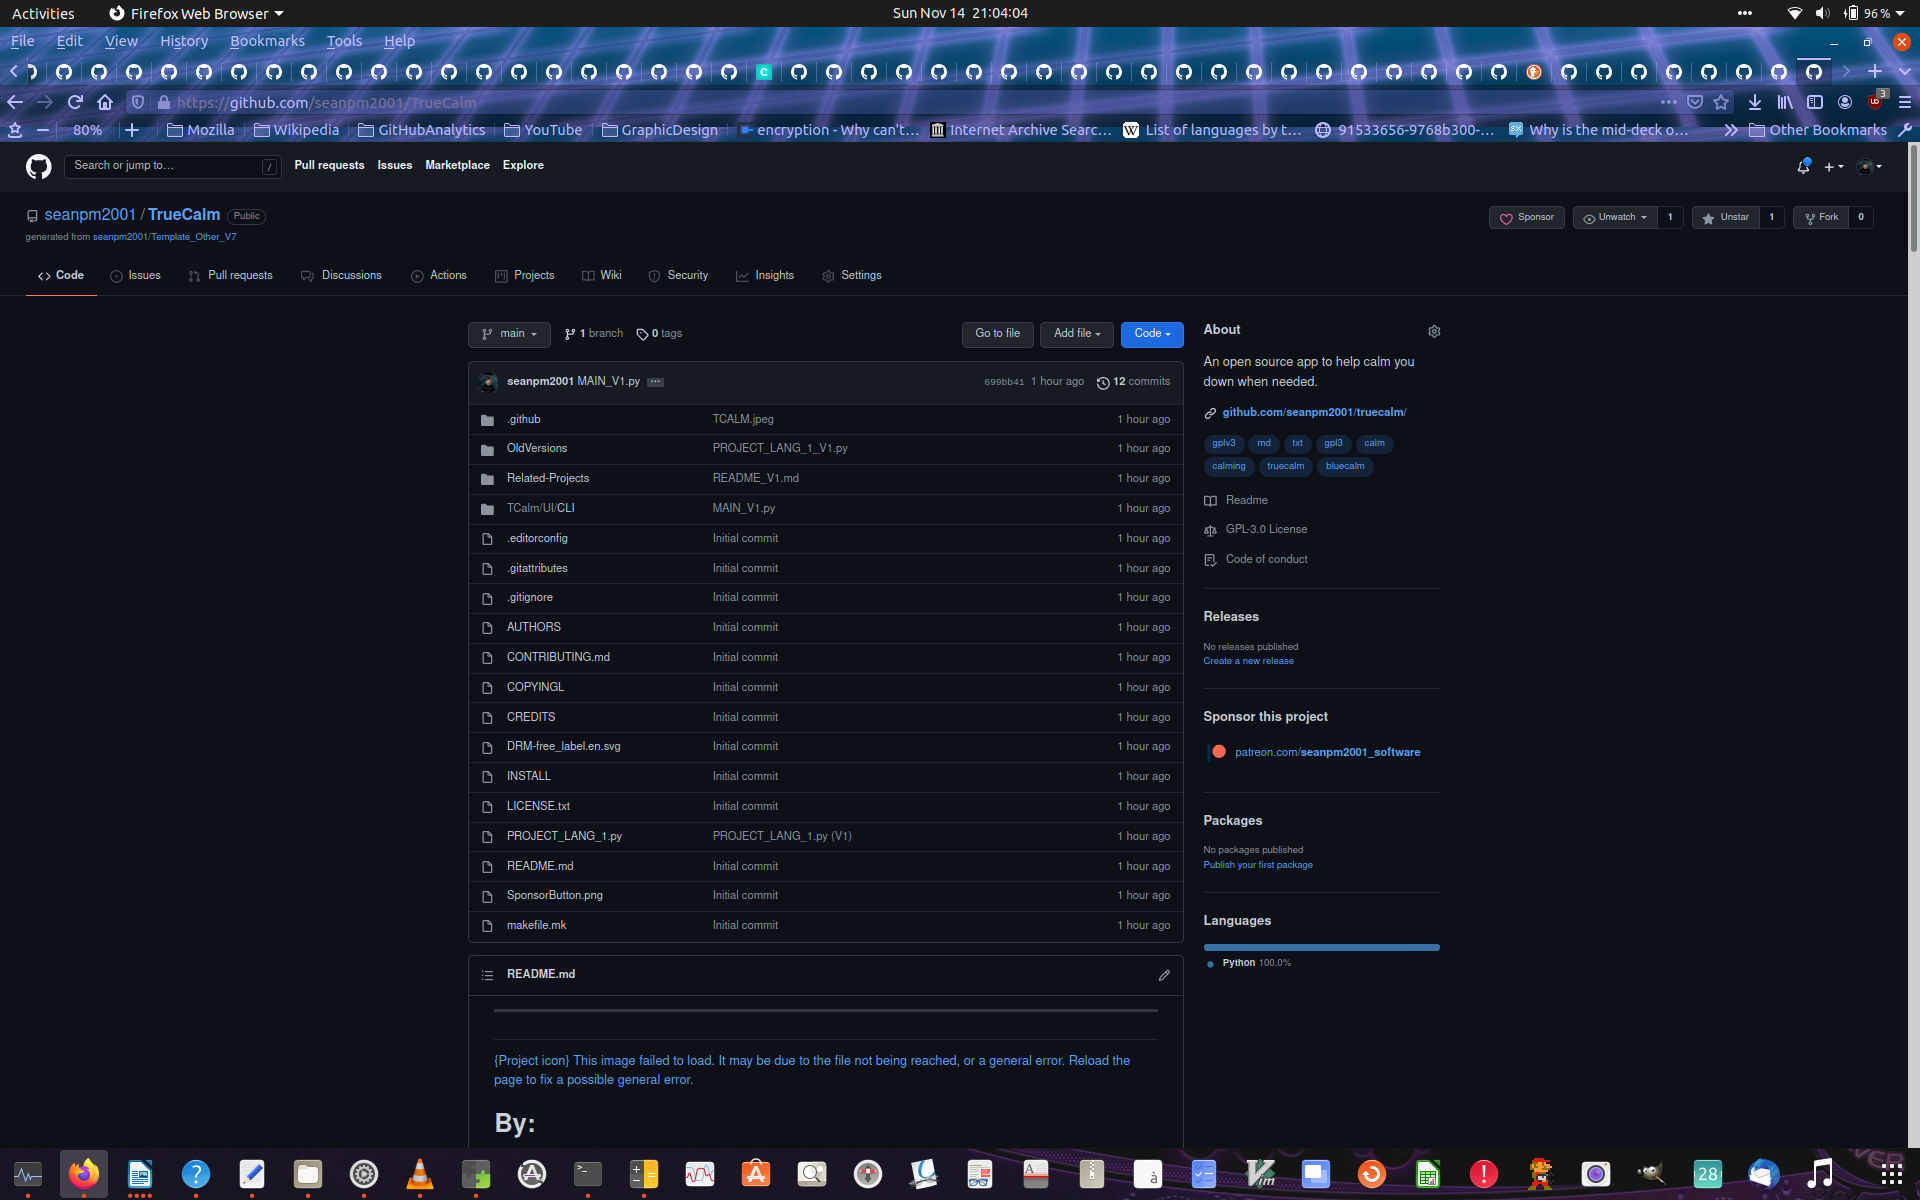 Activities Firefox Web Browser Sun Nov 14 21:04:04 96 %
File Edit View History Bookmarks Tools Help
https://github.com/seanpm2001/TrueCalm 3
80% Mozilla Wikipedia GitHubAnalytics YouTube GraphicDesign encryption - Why can't… Internet Archive Searc… List of languages by t… 91533656-9768b300-… Why is the mid-deck o… Other Bookmarks
Search or jump to… / Pull requests Issues Marketplace Explore
seanpm2001 / TrueCalm Public
Sponsor Unwatch 1 Unstar 1 Fork 0
generated from seanpm2001/Template_Other_V7
Code Issues Pull requests Discussions Actions Projects Wiki Security Insights Settings
main 1 branch 0 tags Go to file Add file Code
seanpm2001 MAIN_V1.py … 699bb41 1 hour ago 12 commits
.github TCALM.jpeg 1 hour ago
OldVersions PROJECT_LANG_1_V1.py 1 hour ago
Related-Projects README_V1.md 1 hour ago
TCalm/UI/CLI MAIN_V1.py 1 hour ago
.editorconfig Initial commit 1 hour ago
.gitattributes Initial commit 1 hour ago
.gitignore Initial commit 1 hour ago
AUTHORS Initial commit 1 hour ago
CONTRIBUTING.md Initial commit 1 hour ago
COPYINGL Initial commit 1 hour ago
CREDITS Initial commit 1 hour ago
DRM-free_label.en.svg Initial commit 1 hour ago
INSTALL Initial commit 1 hour ago
LICENSE.txt Initial commit 1 hour ago
PROJECT_LANG_1.py PROJECT_LANG_1.py (V1) 1 hour ago
README.md Initial commit 1 hour ago
SponsorButton.png Initial commit 1 hour ago
makefile.mk Initial commit 1 hour ago
README.md
{Project icon} This image failed to load. It may be due to the file not being reached, or a general error. Reload the
page to fix a possible general error.
By:
About
An open source app to help calm you
down when needed.
github.com/seanpm2001/truecalm/
gplv3 md txt gpl3 calm
calming truecalm bluecalm
Readme
GPL-3.0 License
Code of conduct
Releases
No releases published
Create a new release
Sponsor this project
patreon.com/seanpm2001_software
Packages
No packages published
Publish your first package
Languages
Python 100.0%
28